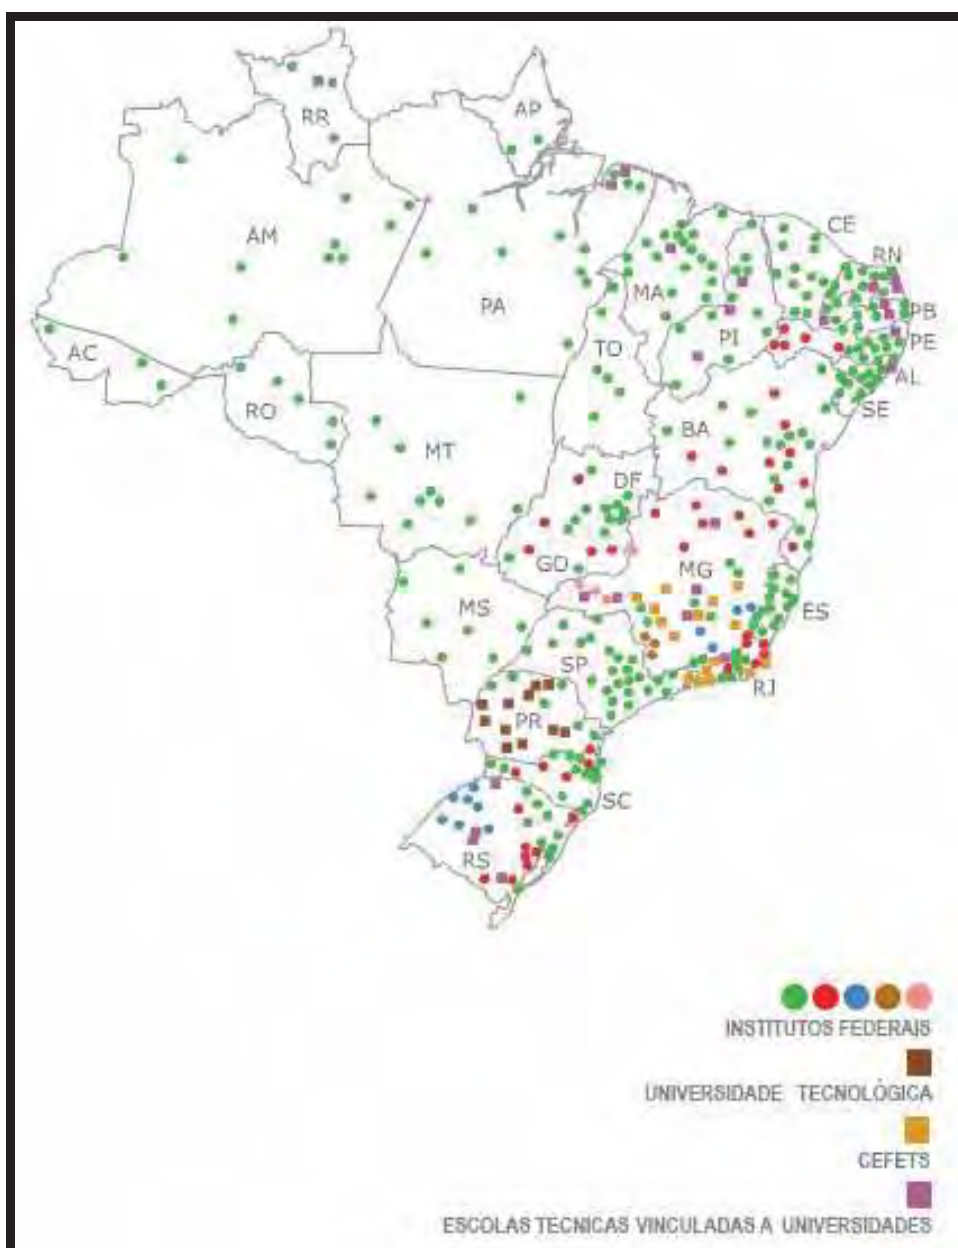 RR
AP
AM
PA
MA
CE
RN
PB
PE
AL
SE
PI
TO
AC
RO
MT
BA
DF
GO
MG
ES
MS
SP
RJ
PR
SC
RS
INSTITUTOS FEDERAIS
UNIVERSIDADE TECNOLÓGICA
CEFETS
ESCOLAS TECNICAS VINCULADAS A UNIVERSIDADES